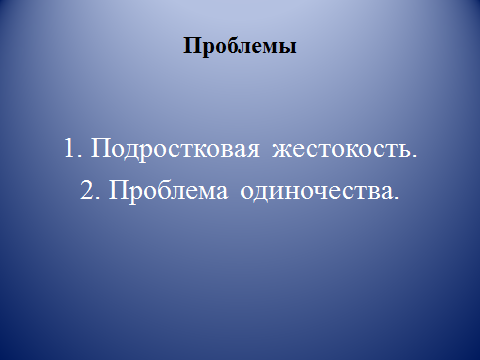 Проблемы
1. Подростковая жестокость.
2. Проблема одиночества.